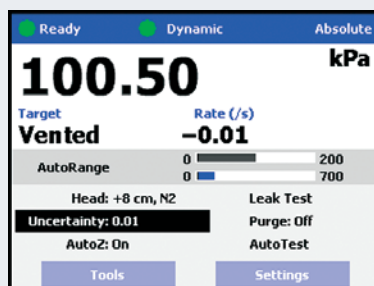 Ready Dynamic Absolute
100.50 kPa
Target Rate (/s)
Vented −0.01
AutoRange 0 200
0 700
Head: +8 cm, N2 Leak Test
Uncertainty: 0.01 Purge: Off
AutoZ: On AutoTest
Tools Settings